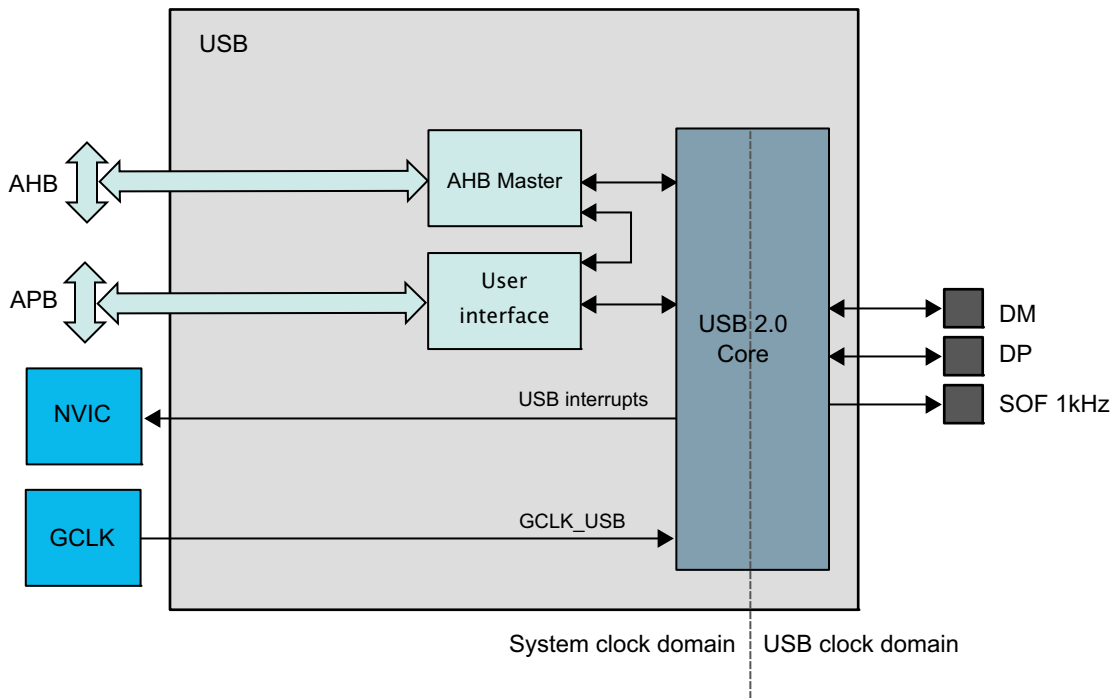 USB
AHB
AHB Master
APB
User
interface
USB 2.0
Core
DM
DP
SOF 1kHz
NVIC
USB interrupts
GCLK
GCLK_USB
System clock domain
USB clock domain